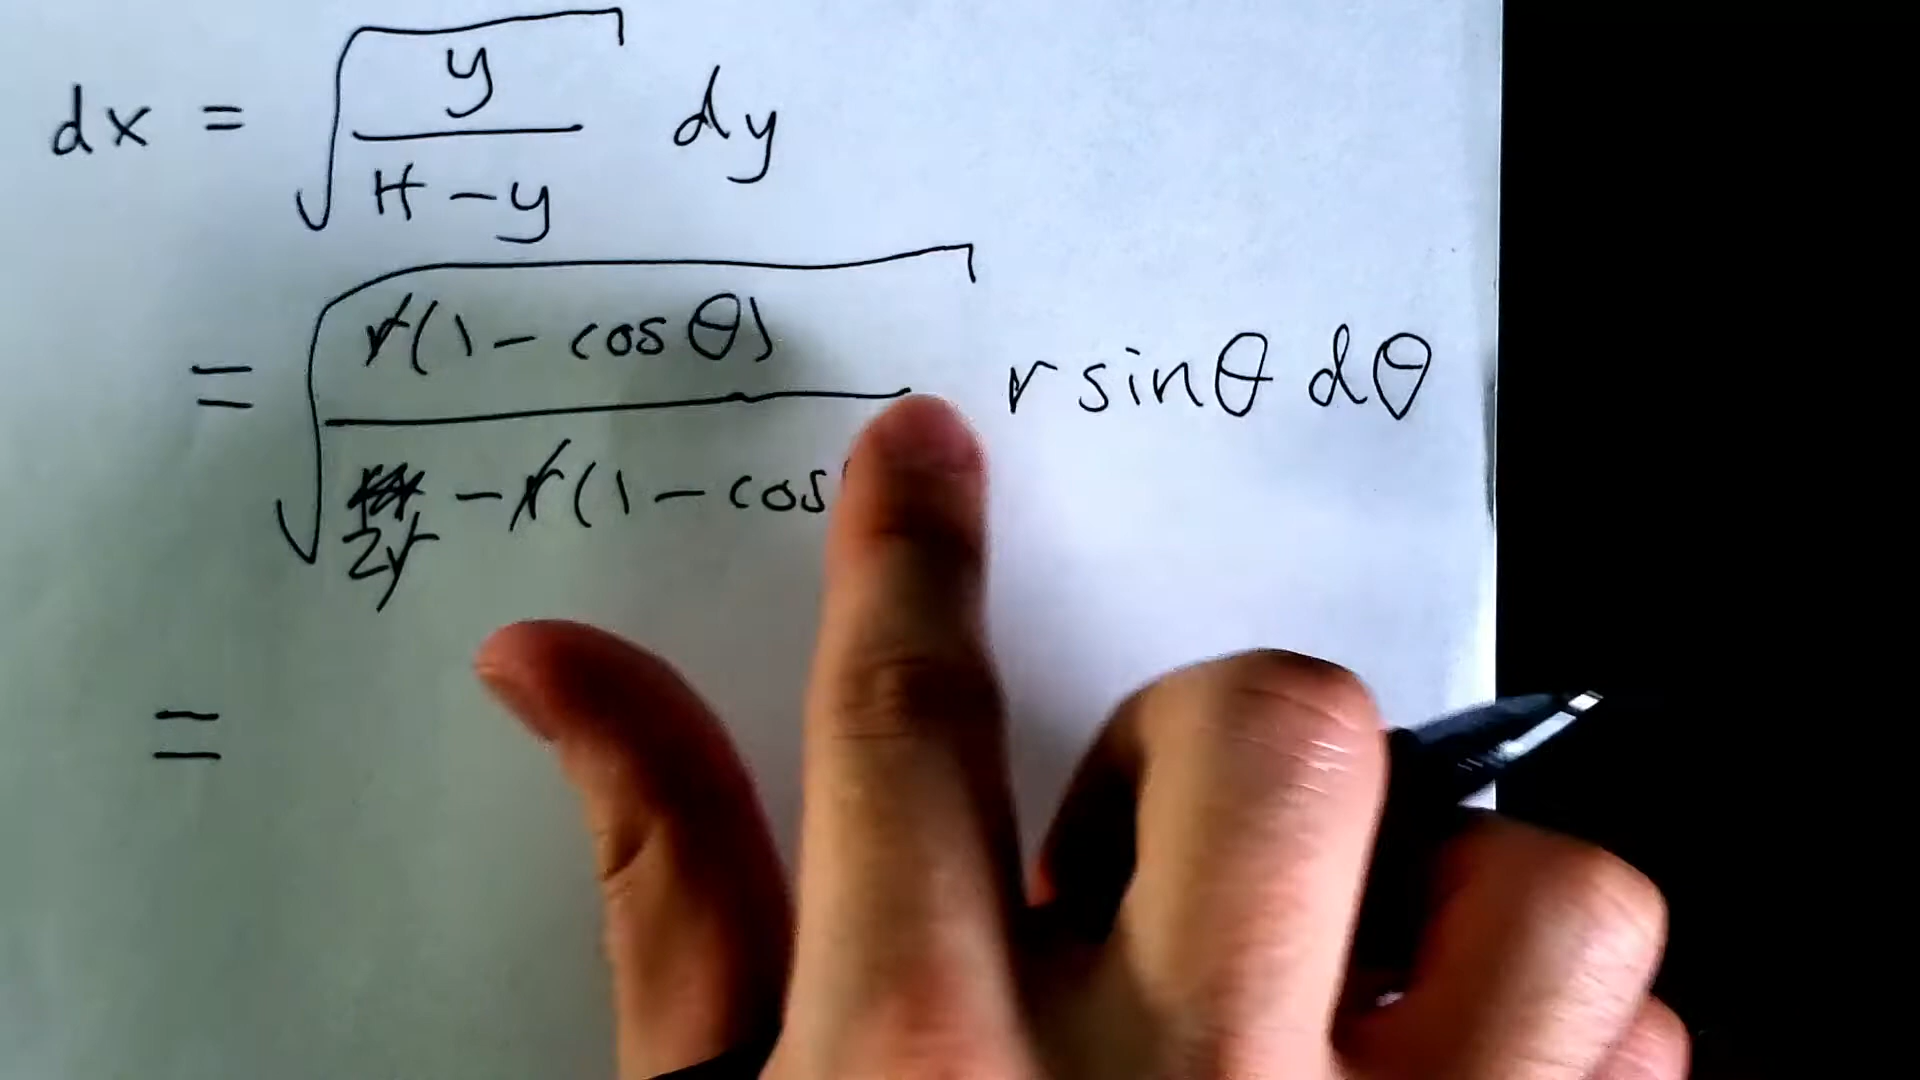 dx = √(y / (H - y)) dy
= √(r(1 - cosθ) / (2r - r(1 - cos r sinθ dθ
=